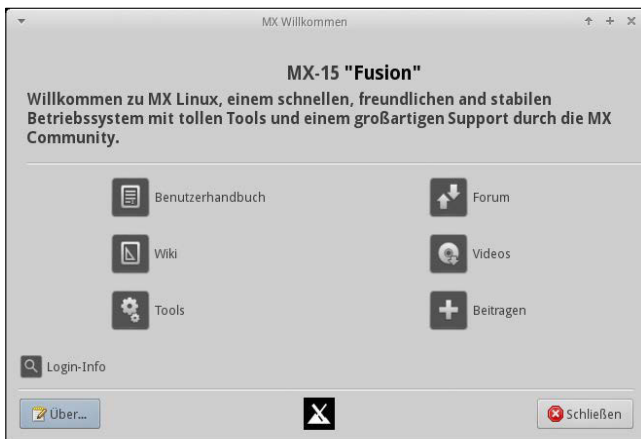 MX Willkommen
MX-15 "Fusion"
Willkommen zu MX Linux, einem schnellen, freundlichen and stabilen
Betriebssystem mit tollen Tools und einem großartigen Support durch die MX
Community.
Benutzerhandbuch
Forum
Wiki
Videos
Tools
Beitragen
Login-Info
Über...
Schließen